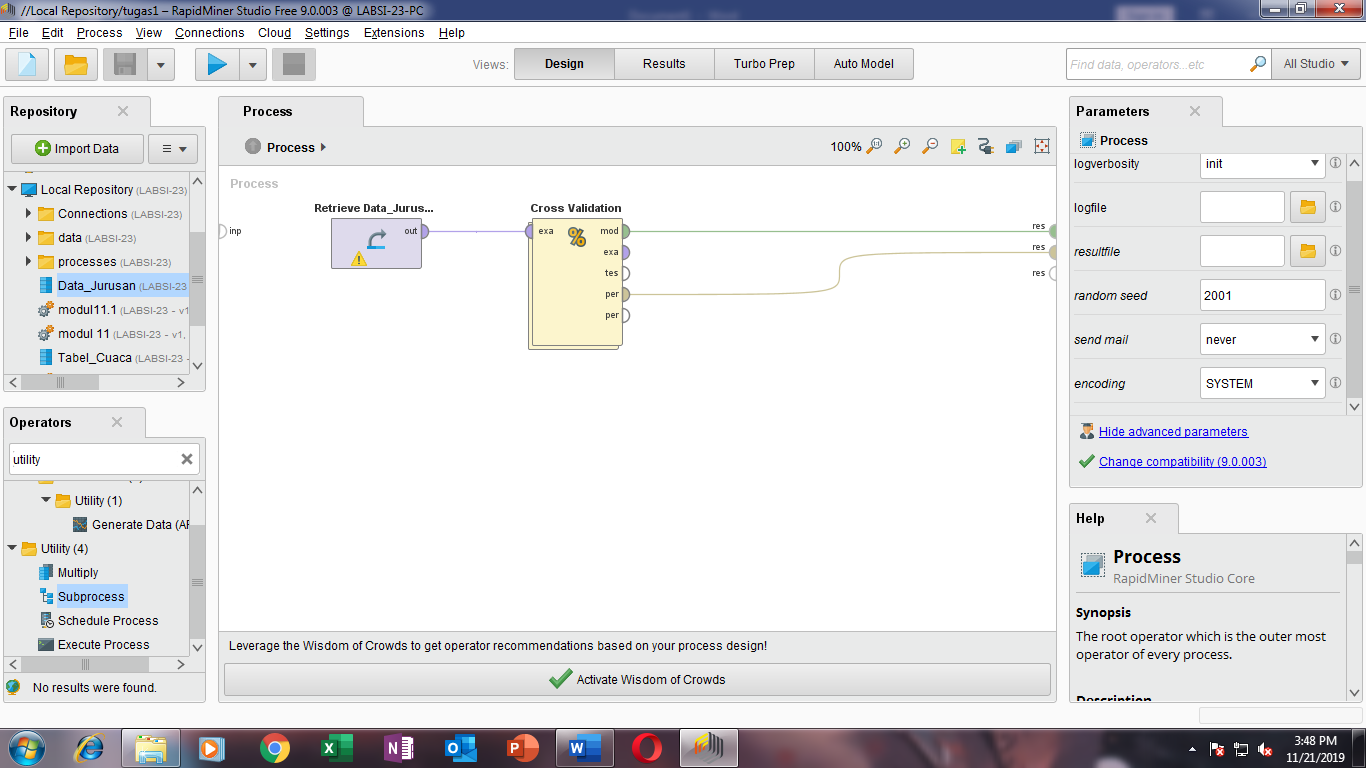 //Local Repository/tugas1 – RapidMiner Studio Free 9.0.003 @ LABSI-23-PC
File Edit Process View Connections Cloud Settings Extensions Help
Views: Design Results Turbo Prep Auto Model
Find data, operators...etc
All Studio
Repository
Import Data
Local Repository (LABSI-23)
Connections (LABSI-23)
data (LABSI-23)
processes (LABSI-23)
Data_Jurusan (LABSI-23
modul11.1 (LABSI-23 - v1
modul 11 (LABSI-23 - v1,
Tabel_Cuaca (LABSI-23 -
Operators
utility
Utility (1)
Generate Data (AP
Utility (4)
Multiply
Subprocess
Schedule Process
Execute Process
No results were found.
Process
Process
100%
Process
inp
Retrieve Data_Jurus...
out
Cross Validation
exa
mod
exa
tes
per
per
res
res
res
Leverage the Wisdom of Crowds to get operator recommendations based on your process design!
Activate Wisdom of Crowds
Parameters
Process
logverbosity init
logfile
resultfile
random seed 2001
send mail never
encoding SYSTEM
Hide advanced parameters
Change compatibility (9.0.003)
Help
Process
RapidMiner Studio Core
Synopsis
The root operator which is the outer most
operator of every process.
Description
3:48 PM
11/21/2019